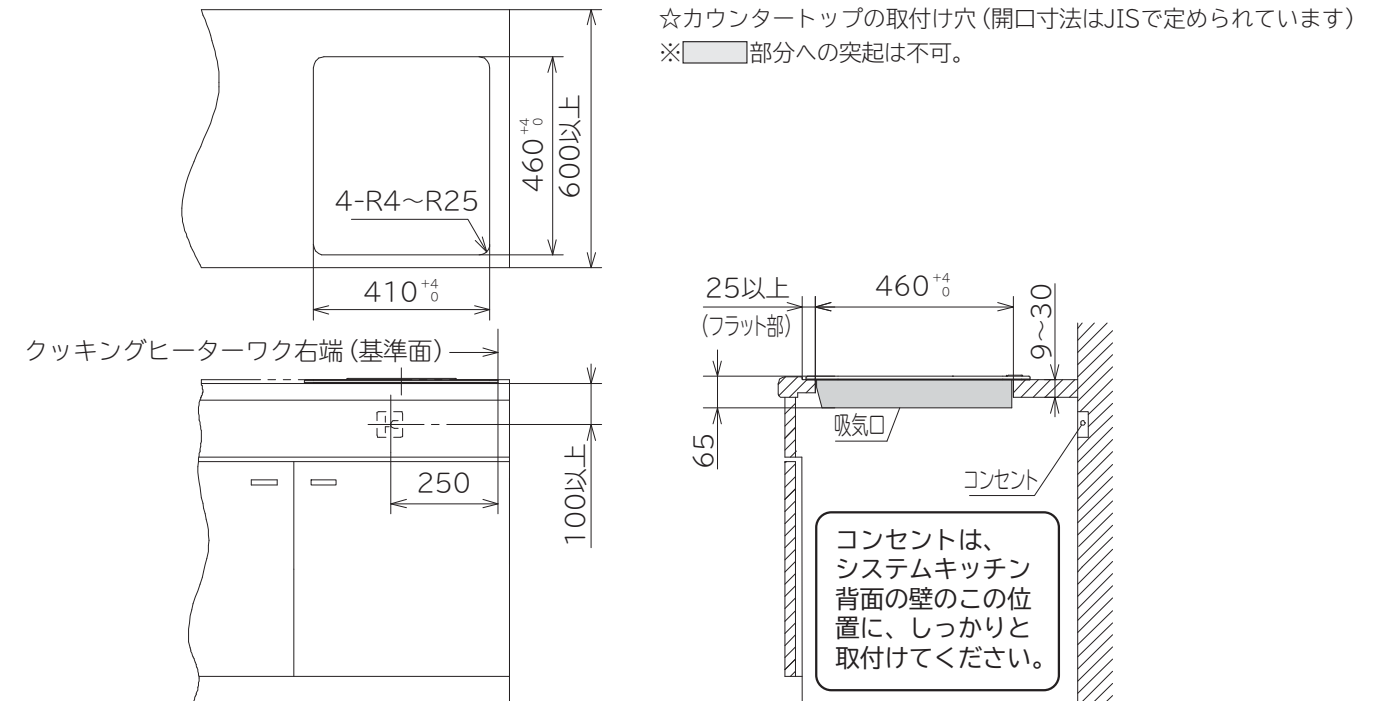 ☆カウンタートップの取付け穴(開口寸法はJISで定められています)
※　　部分への突起は不可。
460 +4 0
600以上
4-R4～R25
410 +4 0
クッキングヒーターワク右端(基準面)
250
100以上
25以上
(フラット部)
460 +4 0
9～30
65
吸気口
コンセント
コンセントは、
システムキッチン
背面の壁のこの位
置に、しっかりと
取付けてください。